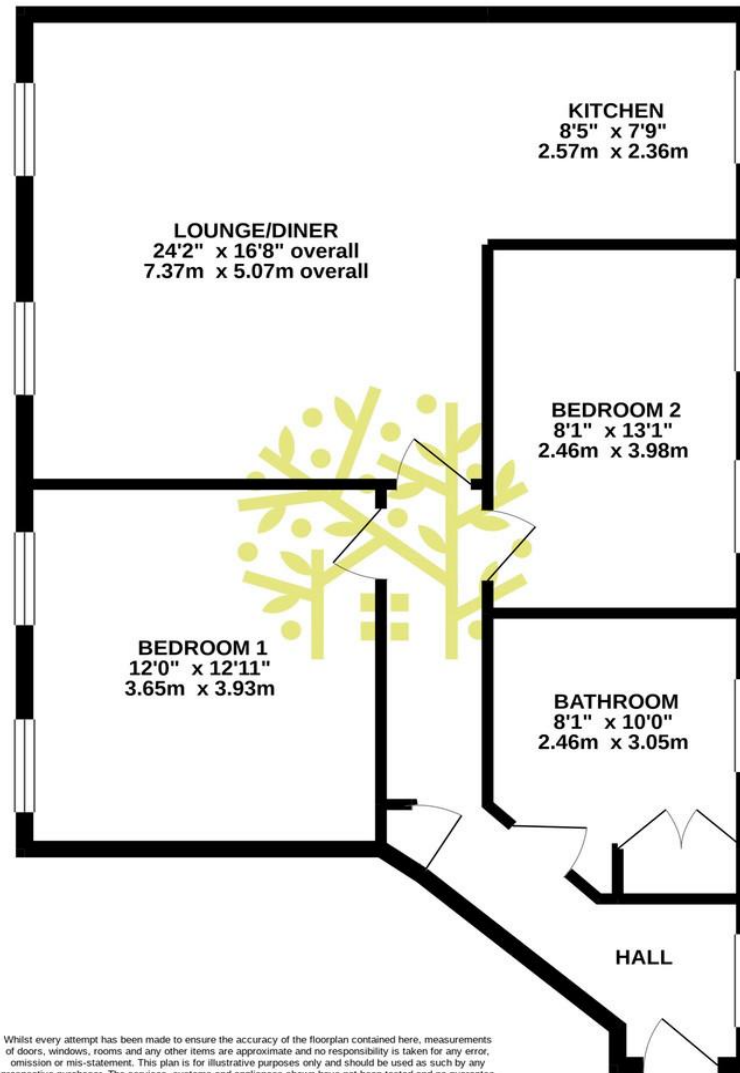 KITCHEN
8'5" x 7'9"
2.57m x 2.36m
LOUNGE/DINER
24'2" x 16'8" overall
7.37m x 5.07m overall
BEDROOM 2
8'1" x 13'1"
2.46m x 3.98m
BEDROOM 1
12'0" x 12'11"
3.65m x 3.93m
BATHROOM
8'1" x 10'0"
2.46m x 3.05m
HALL
Whilst every attempt has been made to ensure the accuracy of the floorplan contained here, measurements
of doors, windows, rooms and any other items are approximate and no responsibility is taken for any error,
omission or mis-statement. This plan is for illustrative purposes only and should be used as such by any